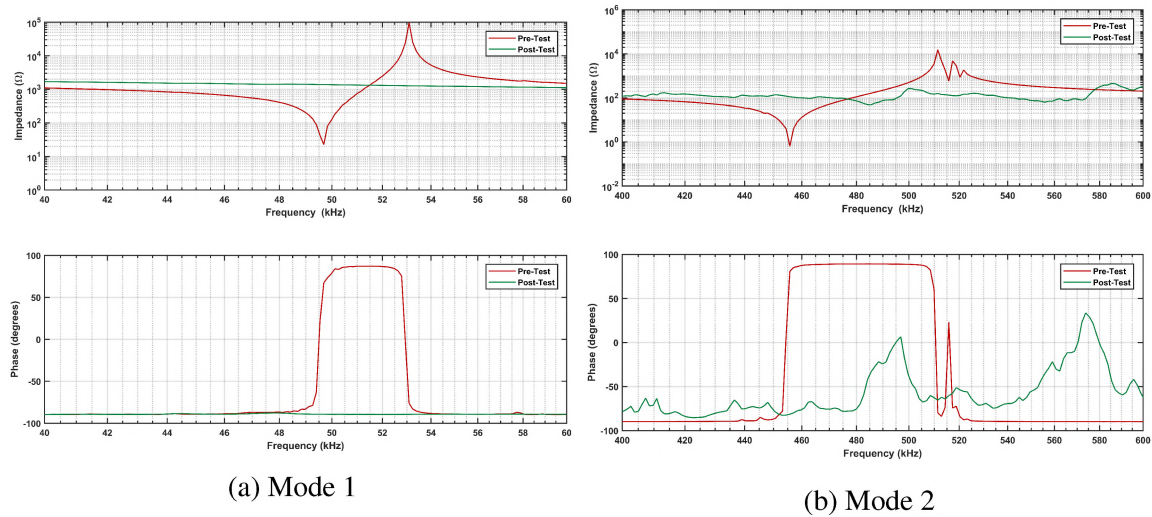 10^5
10^4
10^3
10^2
10^1
10^0
Impedance (Ω)
Pre-Test
Post-Test
40 42 44 46 48 50 52 54 56 58 60
Frequency (kHz)
100
50
0
-50
-100
Phase (degrees)
Pre-Test
Post-Test
40 42 44 46 48 50 52 54 56 58 60
Frequency (kHz)
(a) Mode 1
10^6
10^4
10^2
10^0
10^-2
Impedance (Ω)
Pre-Test
Post-Test
400 420 440 460 480 500 520 540 560 580 600
Frequency (kHz)
100
50
0
-50
-100
Phase (degrees)
Pre-Test
Post-Test
400 420 440 460 480 500 520 540 560 580 600
Frequency (kHz)
(b) Mode 2